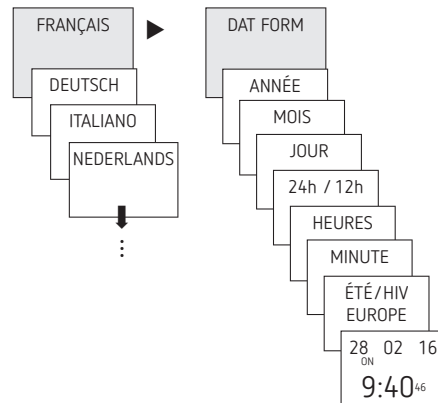 FRANÇAIS
DEUTSCH
ITALIANO
NEDERLANDS
DAT FORM
ANNÉE
MOIS
JOUR
24h / 12h
HEURES
MINUTE
ÉTÉ/HIV
EUROPE
28 02 16
ON
9:40 46